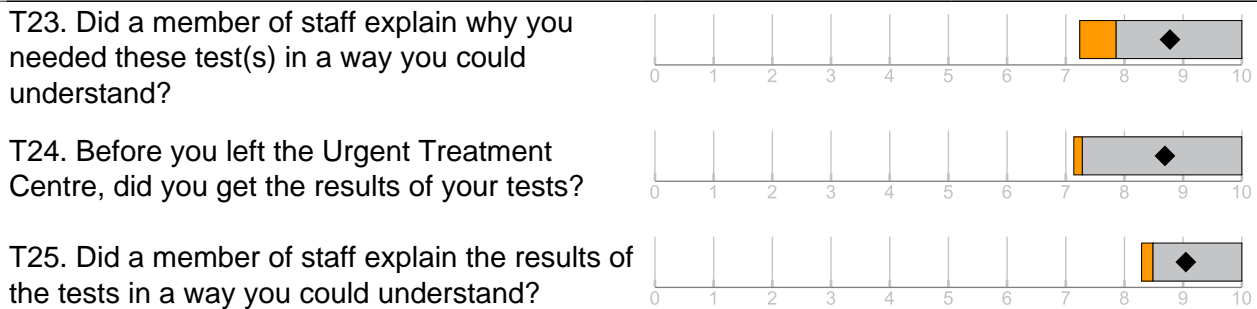 T23. Did a member of staff explain why you
needed these test(s) in a way you could
understand?
0 1 2 3 4 5 6 7 8 9 10
T24. Before you left the Urgent Treatment
Centre, did you get the results of your tests?
0 1 2 3 4 5 6 7 8 9 10
T25. Did a member of staff explain the results of
the tests in a way you could understand?
0 1 2 3 4 5 6 7 8 9 10